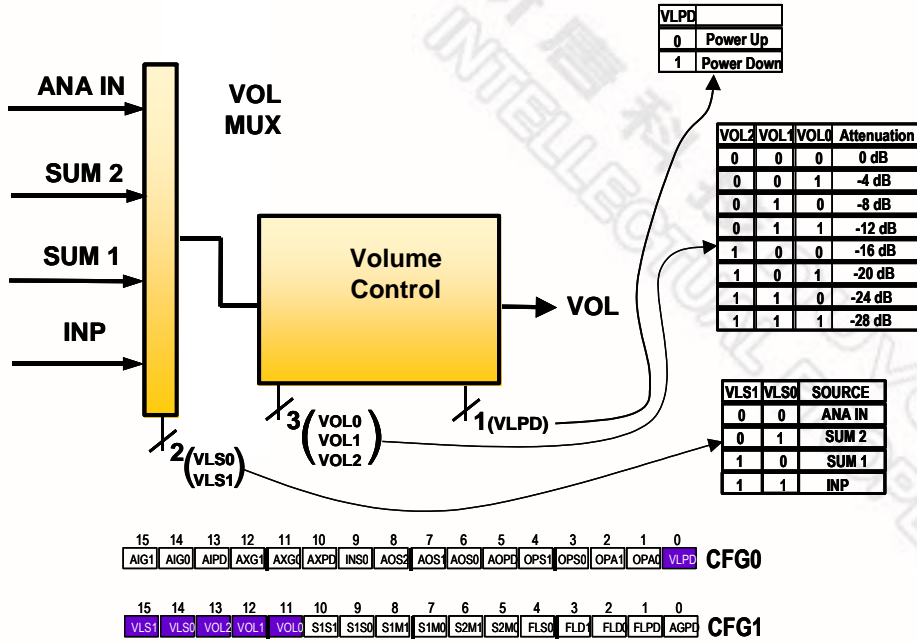 VLPD
0 Power Up
1 Power Down
ANA IN
VOL
MUX
SUM 2
SUM 1
INP
Volume
Control
VOL
VOL2 VOL1 VOL0 Attenuation
0 0 0 0 dB
0 0 1 -4 dB
0 1 0 -8 dB
0 1 1 -12 dB
1 0 0 -16 dB
1 0 1 -20 dB
1 1 0 -24 dB
1 1 1 -28 dB
2 (VLS0
VLS1)
3 (VOL0
VOL1
VOL2)
1 (VLPD)
VLS1 VLS0 SOURCE
0 0 ANA IN
0 1 SUM 2
1 0 SUM 1
1 1 INP
15 14 13 12 11 10 9 8 7 6 5 4 3 2 1 0
AIG1 AIG0 AIPD AXG1 AXG0 AXPD INS0 AOS2 AOS1 AOS0 AOPD OPS1 OPS0 OPA1 OPA0 VLPD CFG0
15 14 13 12 11 10 9 8 7 6 5 4 3 2 1 0
VLS1 VLS0 VOL2 VOL1 VOL0 S1S1 S1S0 S1M1 S1M0 S2M1 S2M0 FLS0 FLD1 FLD0 FLPD AGPD CFG1
INTELLECTUAL